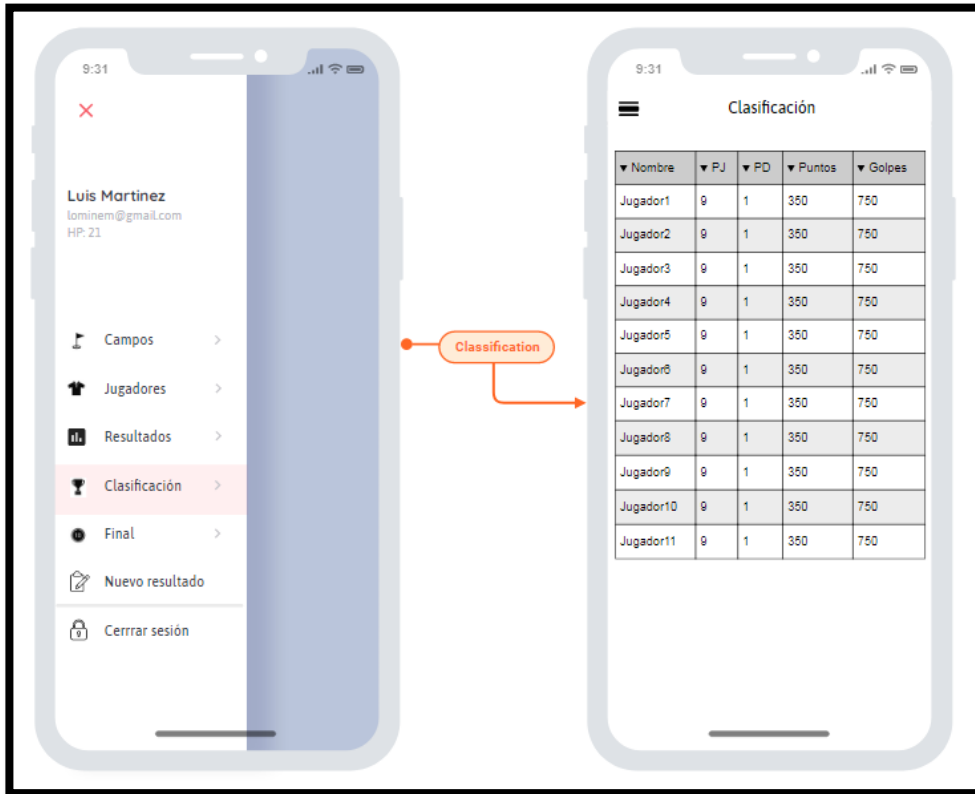 9:31
Luis Martinez
lominem@gmail.com
HP: 21
Campos
Jugadores
Resultados
Clasificación
Final
Nuevo resultado
Cerrrar sesión
Classification
9:31
Clasificación
▼ Nombre ▼ PJ ▼ PD ▼ Puntos ▼ Golpes
Jugador1 9 1 350 750
Jugador2 9 1 350 750
Jugador3 9 1 350 750
Jugador4 9 1 350 750
Jugador5 9 1 350 750
Jugador6 9 1 350 750
Jugador7 9 1 350 750
Jugador8 9 1 350 750
Jugador9 9 1 350 750
Jugador10 9 1 350 750
Jugador11 9 1 350 750